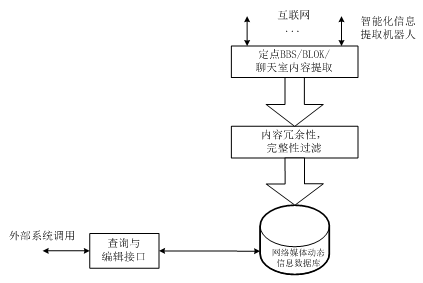 互联网
...
智能化信息
提取机器人
定点BBS/BLOK/
聊天室内容提取
内容冗余性，
完整性过滤
外部系统调用
查询与
编辑接口
网络媒体动态
信息数据库